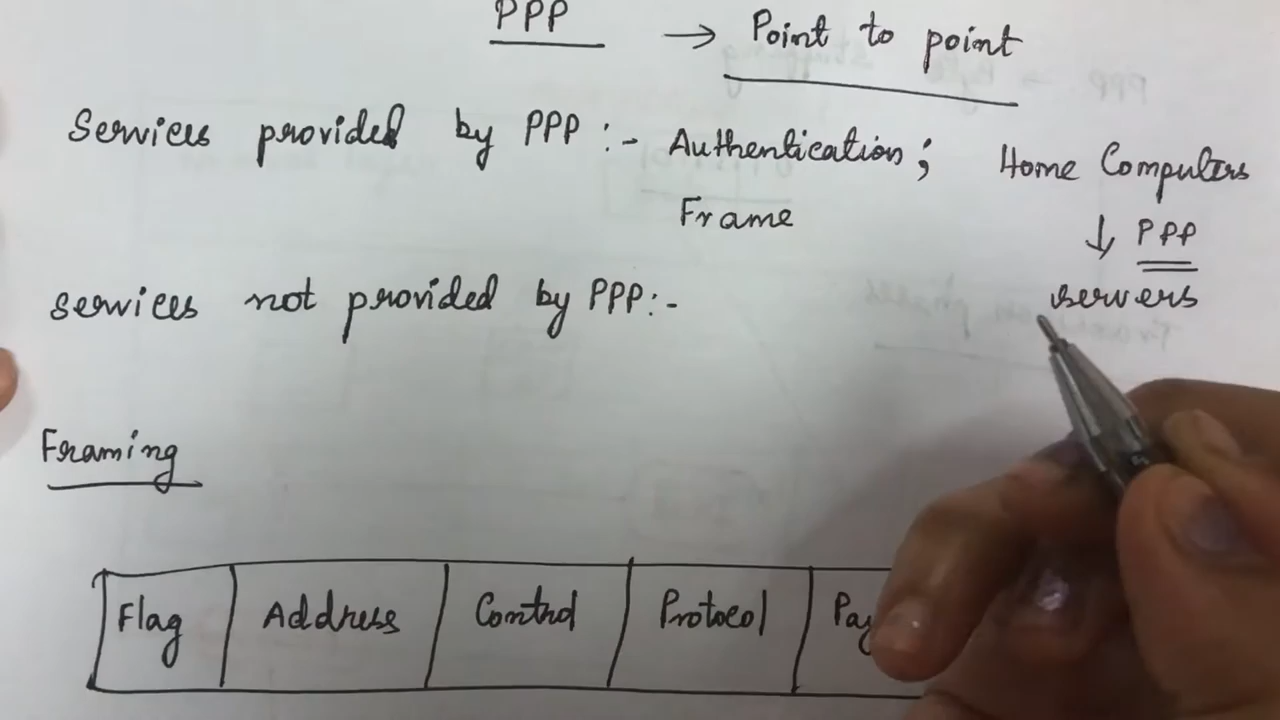 PPP → Point to point
Services provided by PPP :- Authentication; Home Computers
Frame
↓ PPP
servers
services not provided by PPP:-
Framing
Flag Address Control Protocol